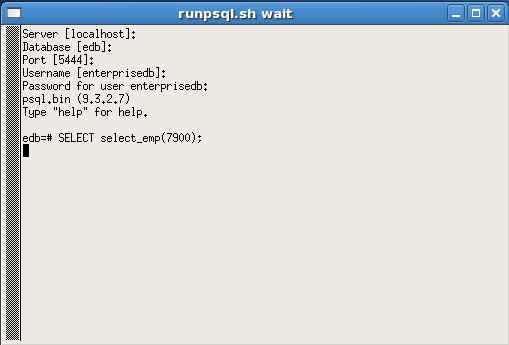 runpsql.sh wait
Server [localhost]:
Database [edb]:
Port [5444]:
Username [enterprisedb]:
Password for user enterprisedb:
psql.bin (9.3.2.7)
Type "help" for help.
edb=# SELECT select_emp(7900);